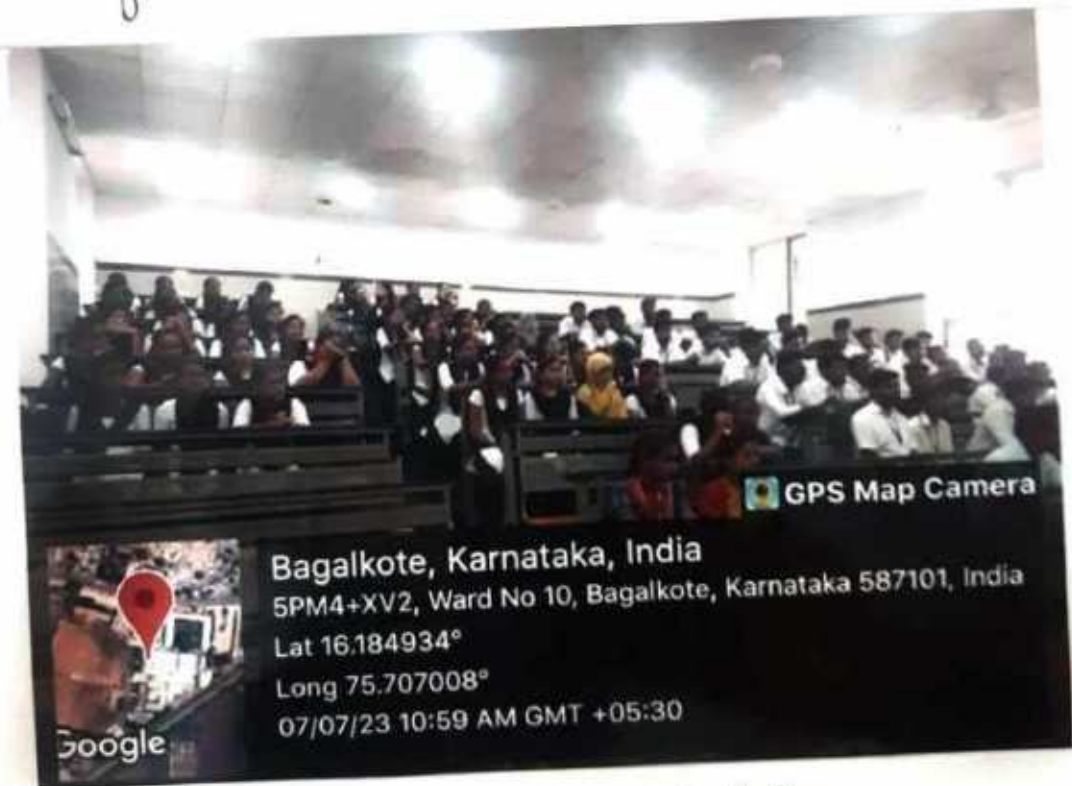 GPS Map Camera
Bagalkote, Karnataka, India
5PM4+XV2, Ward No 10, Bagalkote, Karnataka 587101, India
Lat 16.184934°
Long 75.707008°
07/07/23 10:59 AM GMT +05:30
Google